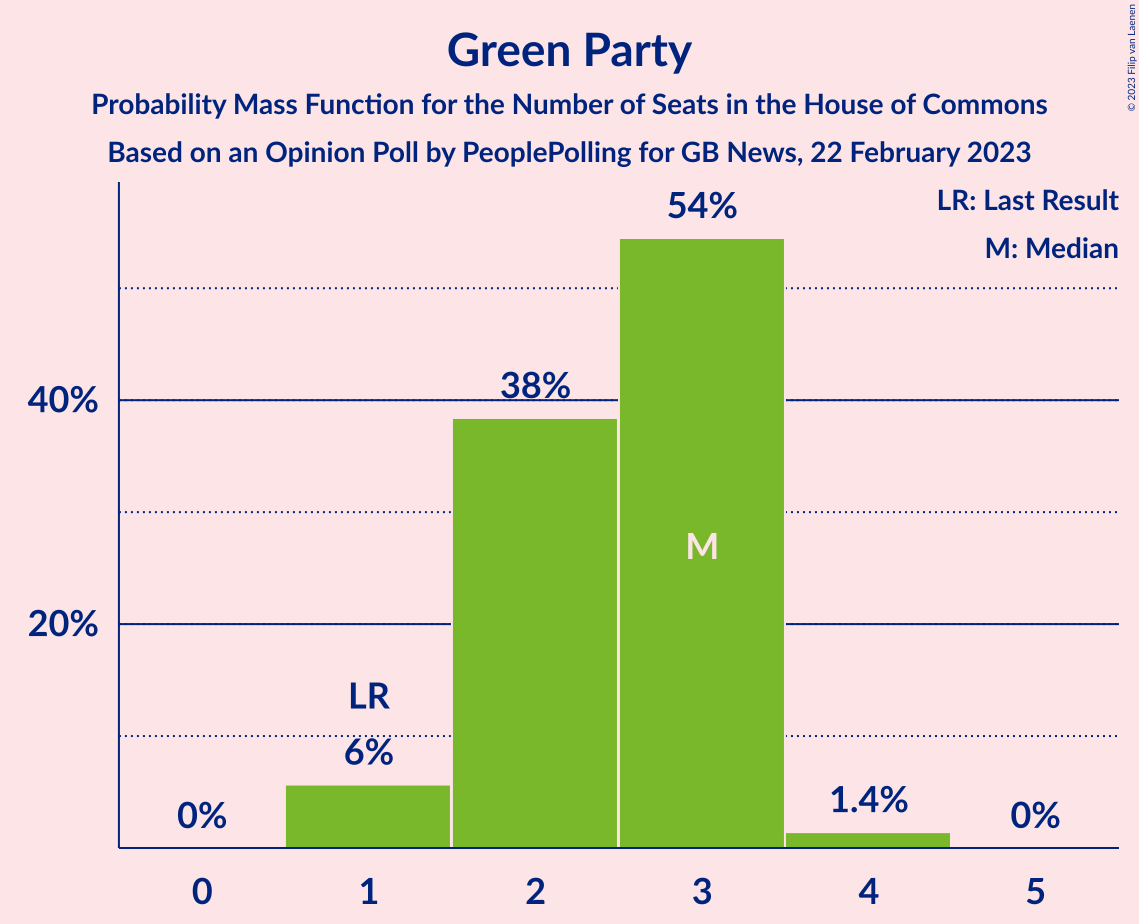 Green Party
Probability Mass Function for the Number of Seats in the House of Commons
Based on an Opinion Poll by PeoplePolling for GB News, 22 February 2023
© 2023 Filip van Laenen
LR: Last Result
M: Median
54%
40%
38%
M
20%
LR
6%
0%
1.4%
0%
0 1 2 3 4 5